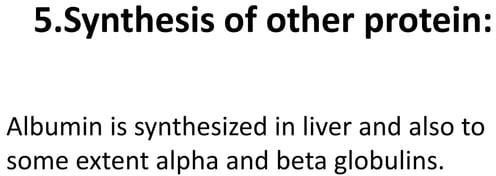 5.Synthesis of other protein:
Albumin is synthesized in liver and also to
some extent alpha and beta globulins.